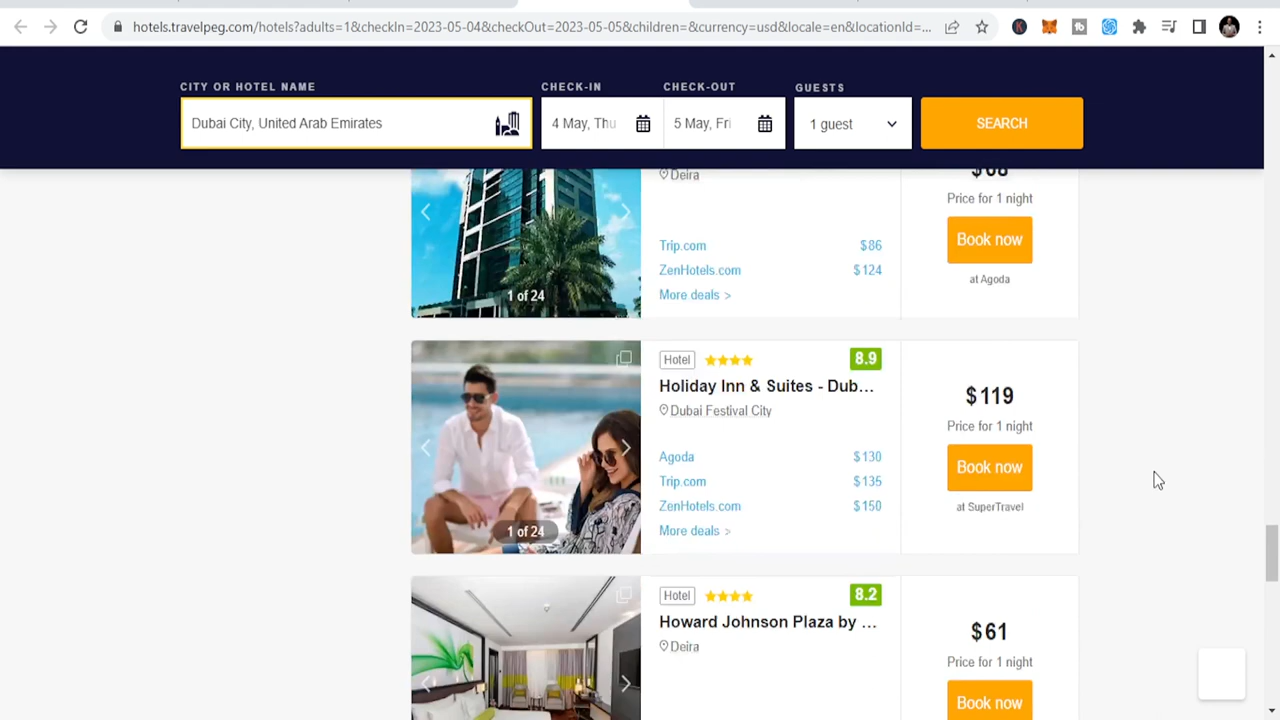 hotels.travelpeg.com/hotels?adults=1&checkIn=2023-05-04&checkOut=2023-05-05&children=&currency=usd&locale=en&locationId=...
CITY OR HOTEL NAME
CHECK-IN
CHECK-OUT
GUESTS
Dubai City, United Arab Emirates
4 May, Thu
5 May, Fri
1 guest
SEARCH
Deira
Trip.com $86
ZenHotels.com $124
More deals >
1 of 24
$68
Price for 1 night
Book now
at Agoda
Hotel
8.9
Holiday Inn & Suites - Dub...
Dubai Festival City
Agoda $130
Trip.com $135
ZenHotels.com $150
More deals >
1 of 24
$119
Price for 1 night
Book now
at SuperTravel
Hotel
8.2
Howard Johnson Plaza by ...
Deira
$61
Price for 1 night
Book now